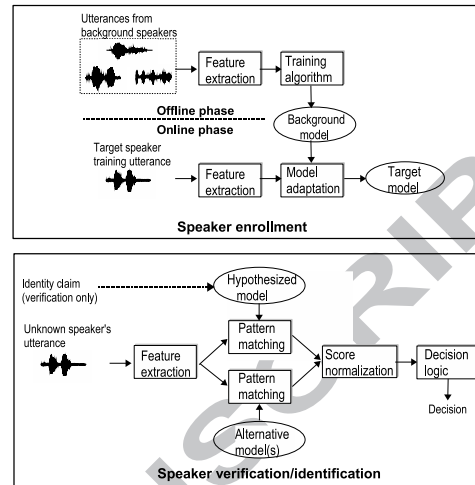 Utterances from
background speakers
Feature
extraction
Training
algorithm
Offline phase
Online phase
Background
model
Target speaker
training utterance
Feature
extraction
Model
adaptation
Target
model
Speaker enrollment
Identity claim
(verification only)
Hypothesized
model
Unknown speaker's
utterance
Feature
extraction
Pattern
matching
Pattern
matching
Score
normalization
Decision
logic
Decision
Alternative
model(s)
Speaker verification/identification